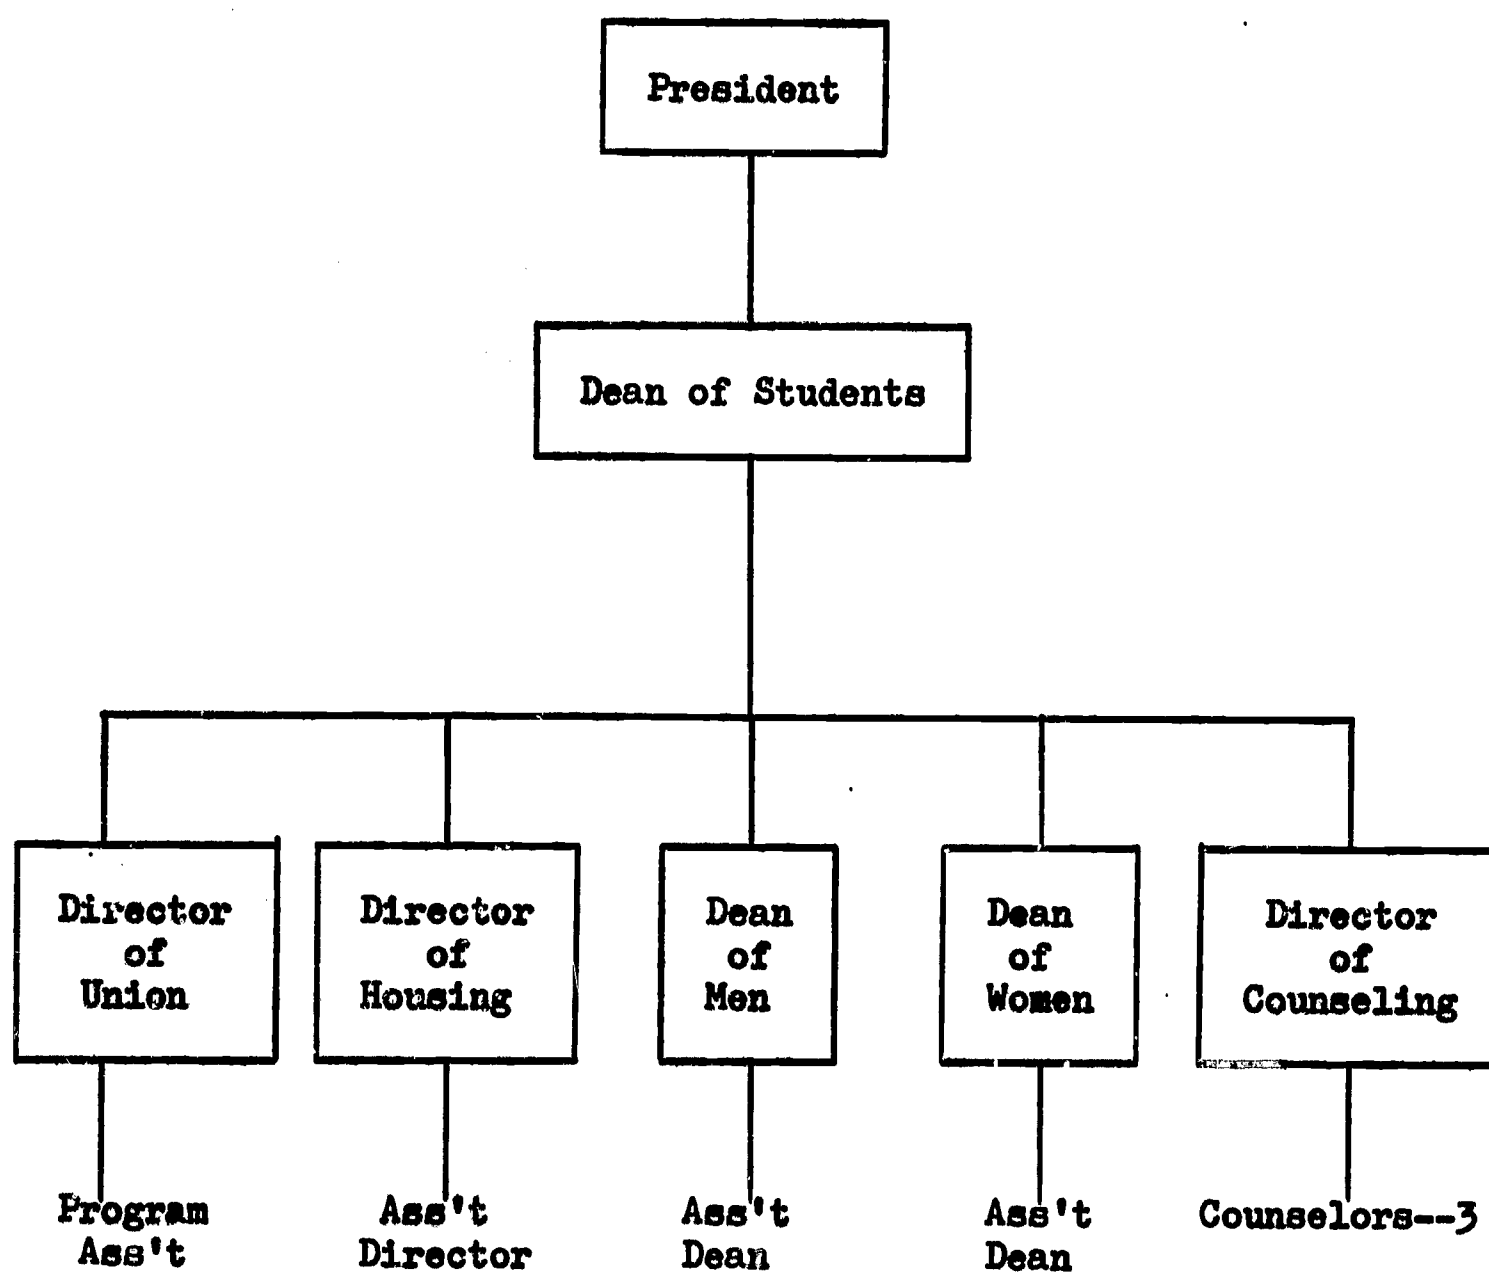 President
Dean of Students
Director
of
Union
Director
of
Housing
Dean
of
Men
Dean
of
Women
Director
of
Counseling
Program
Ass't
Ass't
Director
Ass't
Dean
Ass't
Dean
Counselors--3